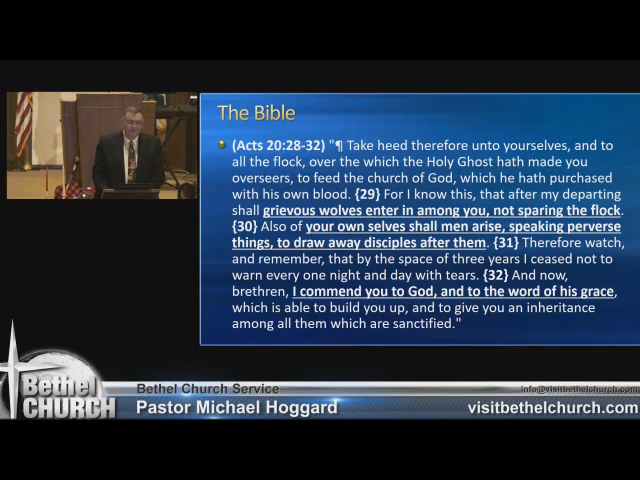 The Bible
(Acts 20:28-32) "¶ Take heed therefore unto yourselves, and to
all the flock, over the which the Holy Ghost hath made you
overseers, to feed the church of God, which he hath purchased
with his own blood. {29} For I know this, that after my departing
shall grievous wolves enter in among you, not sparing the flock.
{30} Also of your own selves shall men arise, speaking perverse
things, to draw away disciples after them. {31} Therefore watch,
and remember, that by the space of three years I ceased not to
warn every one night and day with tears. {32} And now,
brethren, I commend you to God, and to the word of his grace,
which is able to build you up, and to give you an inheritance
among all them which are sanctified."
Bethel
CHURCH
Bethel Church Service
info@visitbethelchurch.com
Pastor Michael Hoggard
visitbethelchurch.com